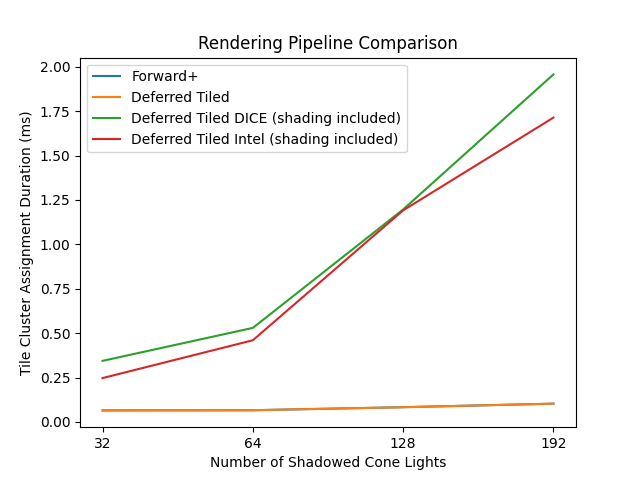 Rendering Pipeline Comparison
Forward+
Deferred Tiled
Deferred Tiled DICE (shading included)
Deferred Tiled Intel (shading included)
Tile Cluster Assignment Duration (ms)
2.00
1.75
1.50
1.25
1.00
0.75
0.50
0.25
0.00
32 64 128 192
Number of Shadowed Cone Lights